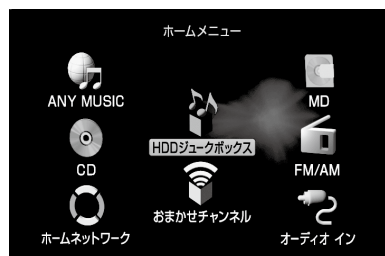 ホームメニュー
ANY MUSIC
MD
HDDジュークボックス
CD
FM/AM
おまかせチャンネル
ホームネットワーク
オーディオ イン